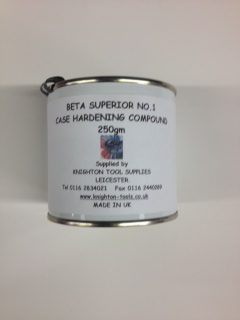 BETA SUPERIOR NO.1
CASE HARDENING COMPOUND
250gm
Supplied by
KNIGHTON TOOL SUPPLIES
LEICESTER.
Tel 0116 2834021 Fax 0116 2440289
www.knighton-tools.co.uk
MADE IN UK